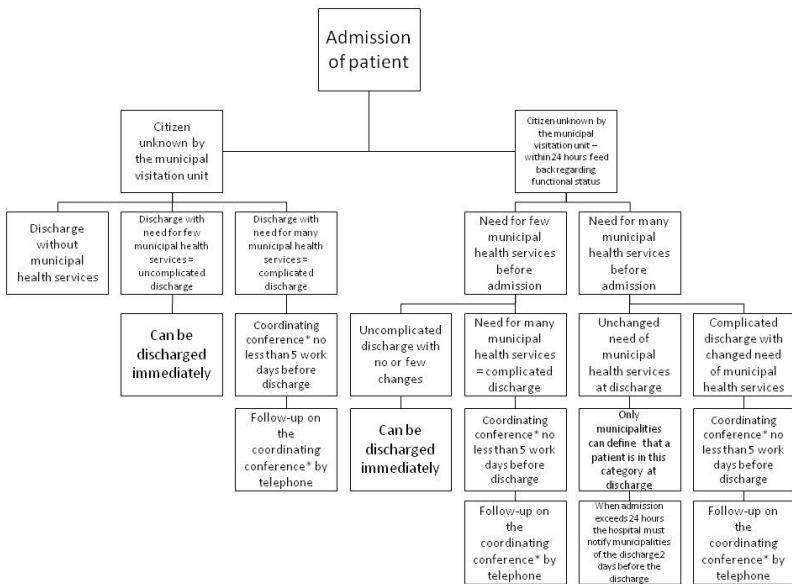 Admission
of patient
Citizen
unknown by
the municipal
visitation unit
Citizen unknown by
the municipal
visitation unit –
within 24 hours feed
back regarding
functional status
Discharge
without
municipal
health services
Discharge with
need for few
municipal health
services =
uncomplicated
discharge
Discharge with
need for many
municipal health
services =
complicated
discharge
Need for few
municipal
health services
before
admission
Need for many
municipal
health services
before
admission
Can be
discharged
immediately
Coordinating
conference* no
less than 5 work
days before
discharge
Uncomplicated
discharge with
no or few
changes
Need for many
municipal
health services
= complicated
discharge
Unchanged
need of
municipal
health services
at discharge
Complicated
discharge with
changed need
of municipal
health services
Follow-up on
the
coordinating
conference* by
telephone
Can be
discharged
immediately
Coordinating
conference* no
less than 5 work
days before
discharge
Only
municipalities
can define that a
patient is in this
category at
discharge
Coordinating
conference* no
less than 5 work
days before
discharge
Follow-up on
the
coordinating
conference* by
telephone
When admission
exceeds 24 hours
the hospital must
notify municipalities
of the discharge 2
days before the
discharge
Follow-up on
the
coordinating
conference* by
telephone